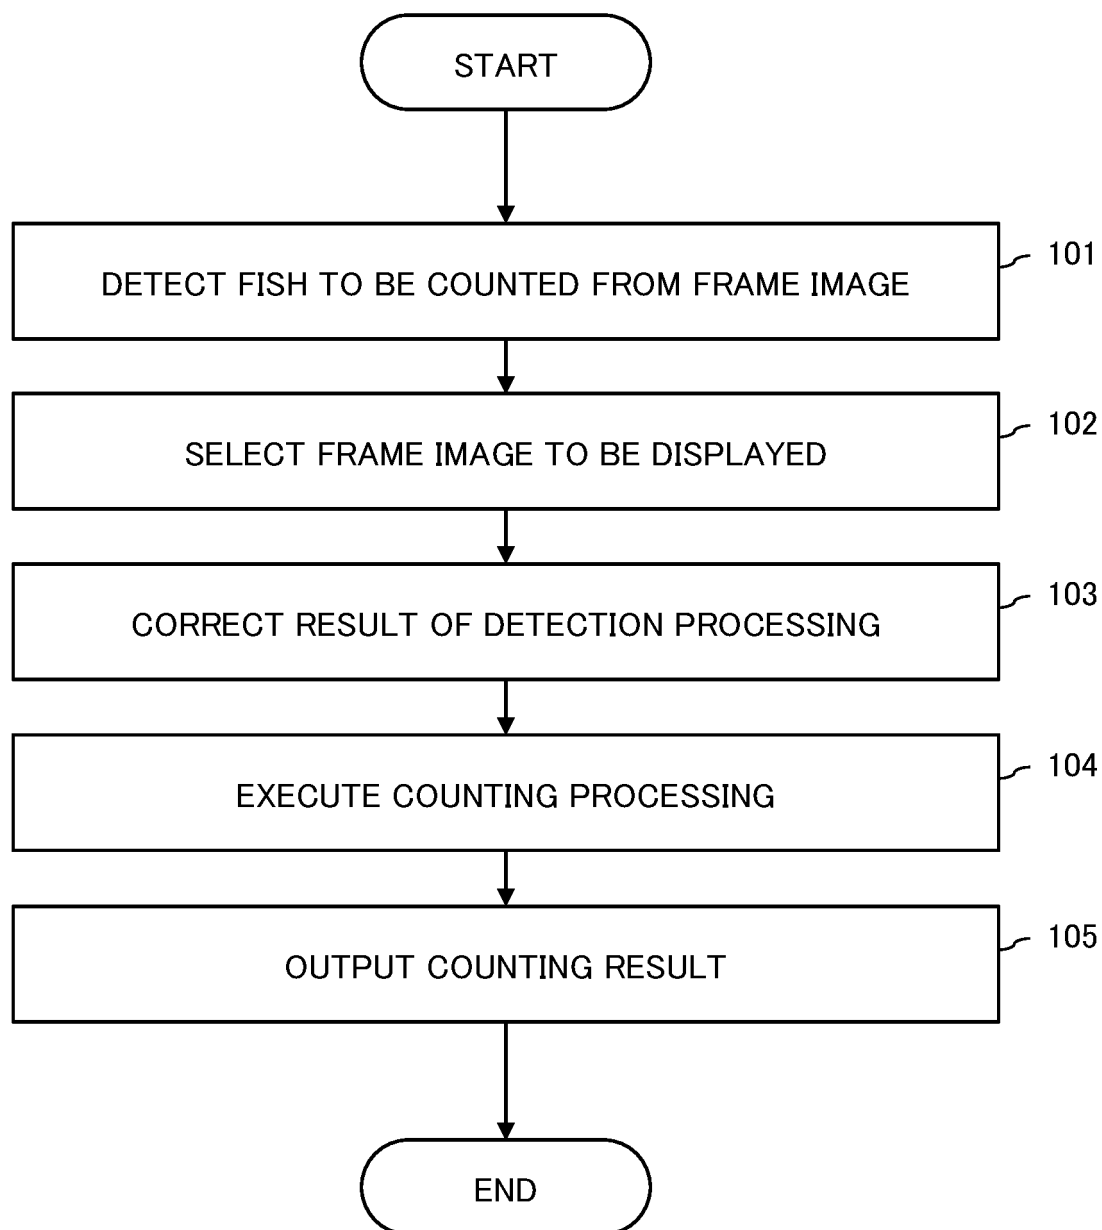 START
DETECT FISH TO BE COUNTED FROM FRAME IMAGE
101
SELECT FRAME IMAGE TO BE DISPLAYED
102
CORRECT RESULT OF DETECTION PROCESSING
103
EXECUTE COUNTING PROCESSING
104
OUTPUT COUNTING RESULT
105
END